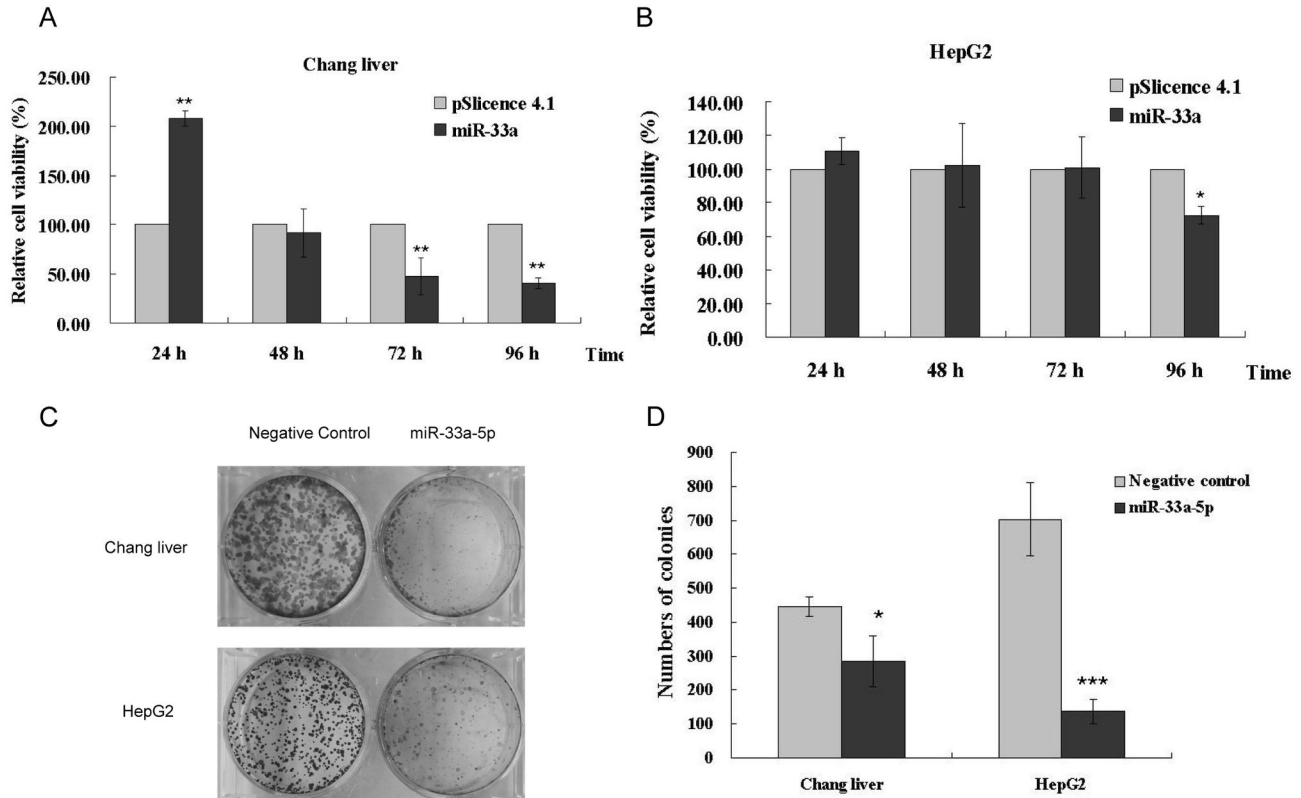 A
Chang liver
Relative cell viability (%)
250.00
200.00
150.00
100.00
50.00
0.00
**
**
**
pSlicence 4.1
miR-33a
24 h 48 h 72 h 96 h Time
B
HepG2
Relative cell viability (%)
140.00
120.00
100.00
80.00
60.00
40.00
20.00
0.00
*
pSlicence 4.1
miR-33a
24 h 48 h 72 h 96 h Time
C
Negative Control miR-33a-5p
Chang liver
HepG2
D
Numbers of colonies
900
800
700
600
500
400
300
200
100
0
*
***
Negative control
miR-33a-5p
Chang liver HepG2